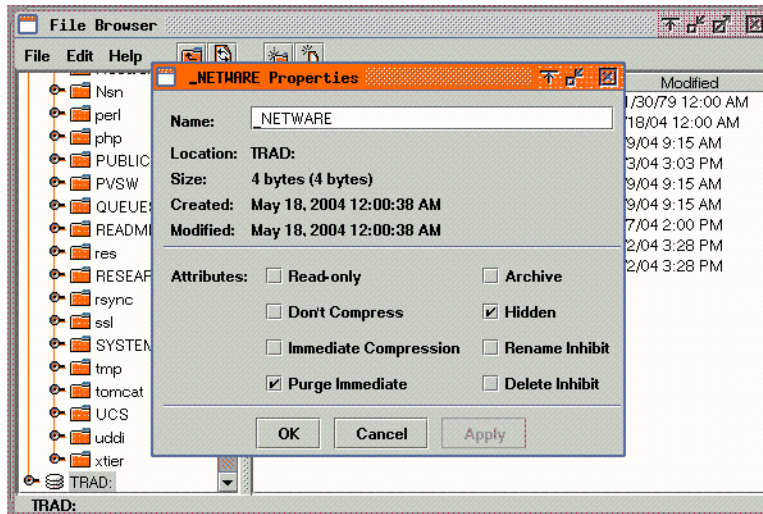 File Browser
File Edit Help
_NETWARE Properties
Modified
Nsn
1/30/79 12:00 AM
perl
Name: _NETWARE
18/04 12:00 AM
php
9/04 9:15 AM
PUBLIC
Location: TRAD:
3/04 3:03 PM
PVSW
Size: 4 bytes (4 bytes)
9/04 9:15 AM
QUEUE
Created: May 18, 2004 12:00:38 AM
9/04 9:15 AM
READM
Modified: May 18, 2004 12:00:38 AM
7/04 2:00 PM
res
2/04 3:28 PM
RESEAR
Attributes: Read-only Archive
2/04 3:28 PM
rsync
Don't Compress Hidden
ssl
SYSTEM
Immediate Compression Rename Inhibit
tmp
Purge Immediate Delete Inhibit
tomcat
UCS
OK Cancel Apply
uddi
xtier
TRAD:
TRAD: